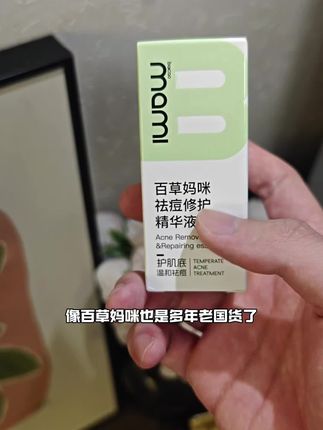 mami
百草妈咪
祛痘修护
精华液
Acne Remov
&Repairing es
护肌底
温和祛痘
TEMPERATE
ACNE
TREATMENT
像百草妈咪也是多年老国货了